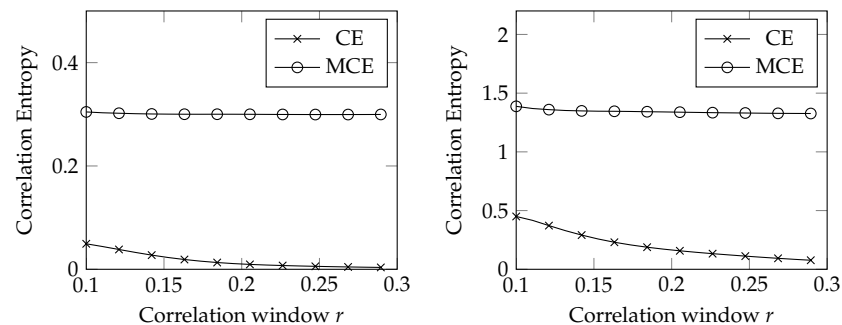 CE
MCE
0.4
0.2
0
0.1
0.15
0.2
0.25
0.3
Correlation Entropy
Correlation window r
CE
MCE
2
1.5
1
0.5
0
0.1
0.15
0.2
0.25
0.3
Correlation Entropy
Correlation window r